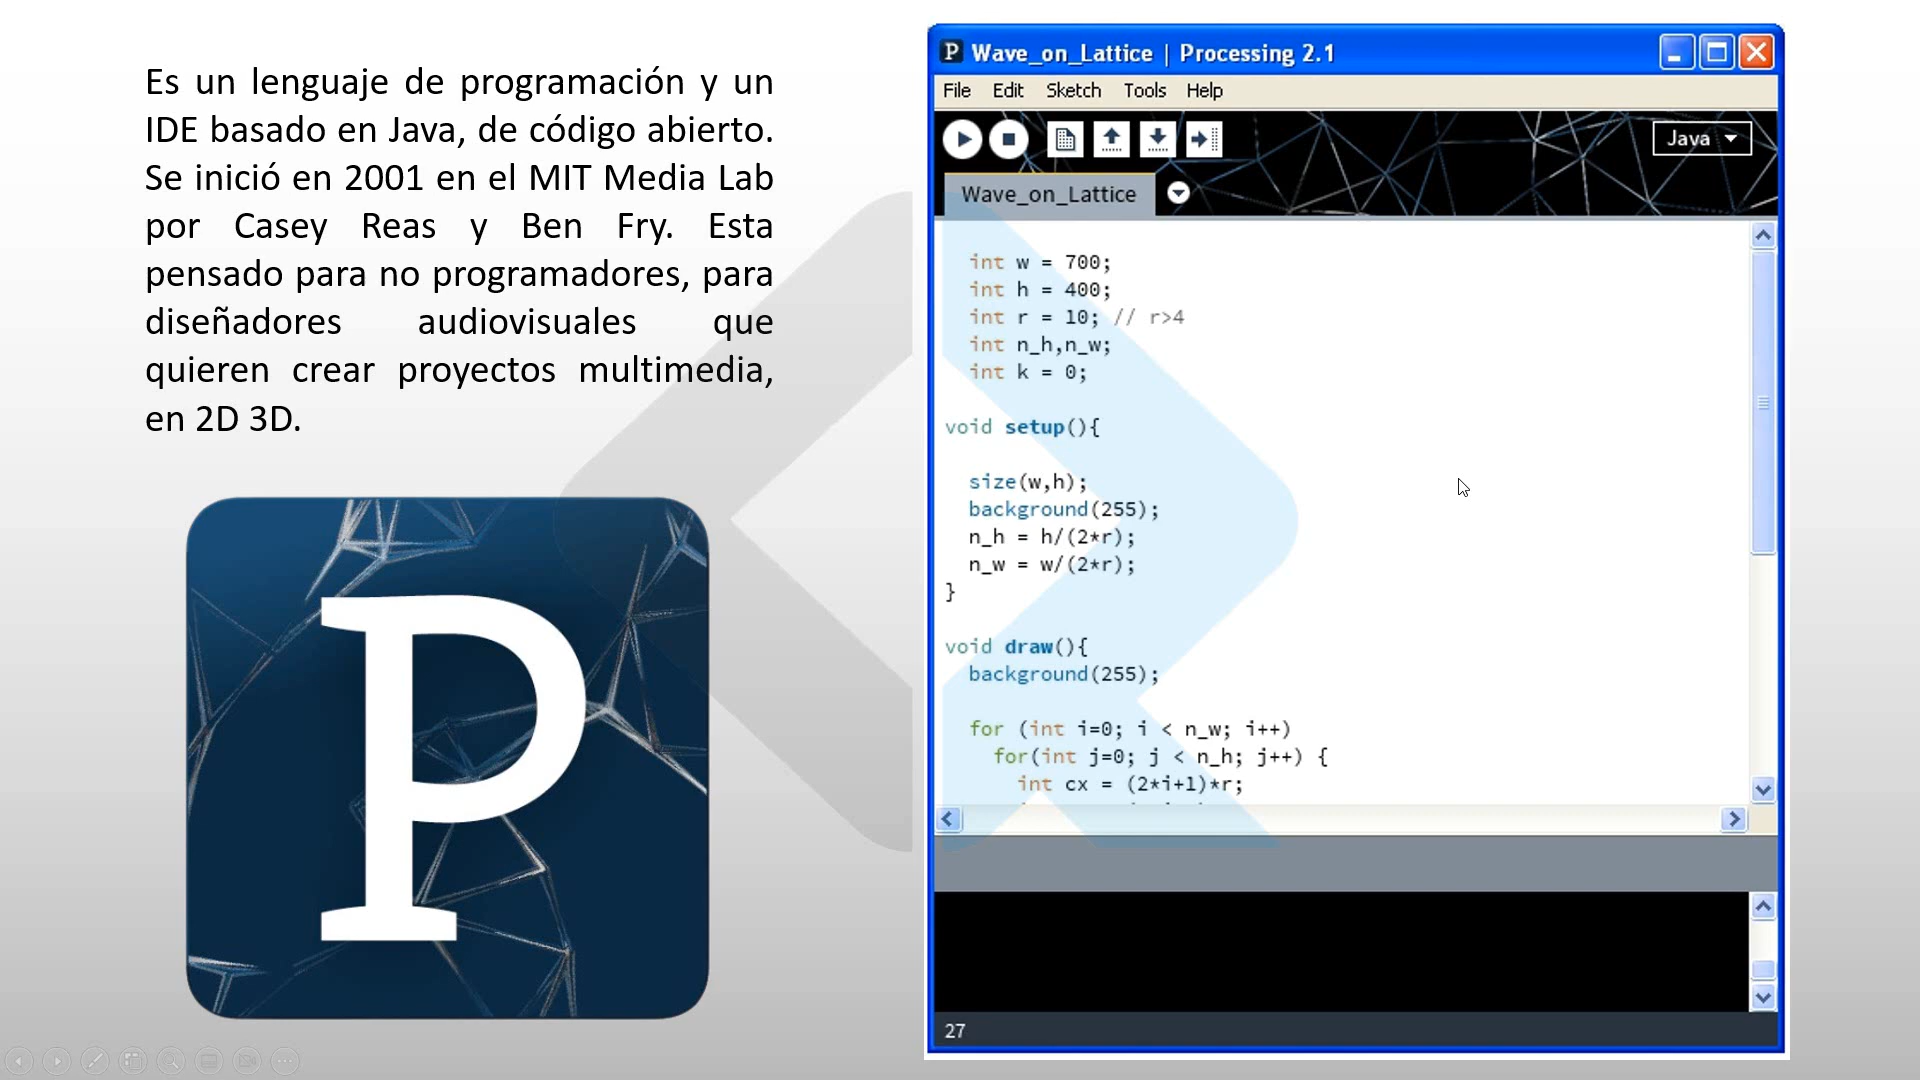 Es un lenguaje de programación y un
IDE basado en Java, de código abierto.
Se inició en 2001 en el MIT Media Lab
por Casey Reas y Ben Fry. Esta
pensado para no programadores, para
diseñadores audiovisuales que
quieren crear proyectos multimedia,
en 2D 3D.
P
P Wave_on_Lattice | Processing 2.1
File Edit Sketch Tools Help
Java
Wave_on_Lattice
int w = 700;
int h = 400;
int r = 10; // r>4
int n_h,n_w;
int k = 0;
void setup(){
size(w,h);
background(255);
n_h = h/(2*r);
n_w = w/(2*r);
}
void draw(){
background(255);
for (int i=0; i < n_w; i++)
for(int j=0; j < n_h; j++) {
int cx = (2*i+1)*r;
27